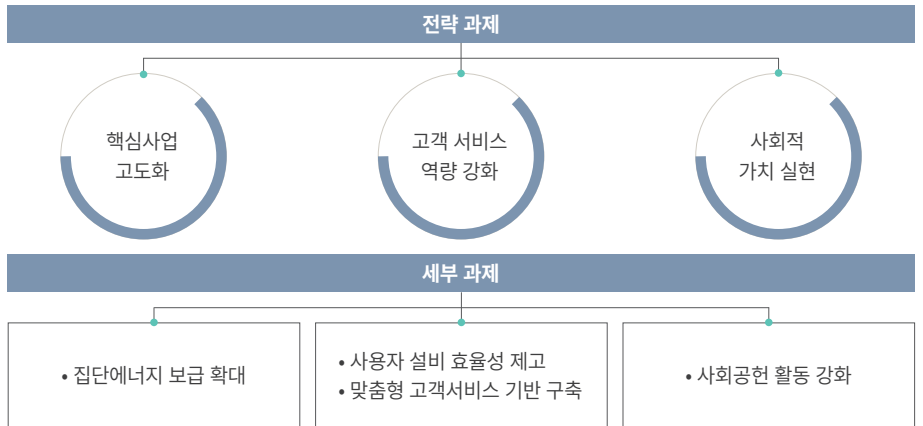 전략 과제
핵심사업
고도화
고객 서비스
역량 강화
사회적
가치 실현
세부 과제
• 집단에너지 보급 확대
• 사용자 설비 효율성 제고
• 맞춤형 고객서비스 기반 구축
• 사회공헌 활동 강화